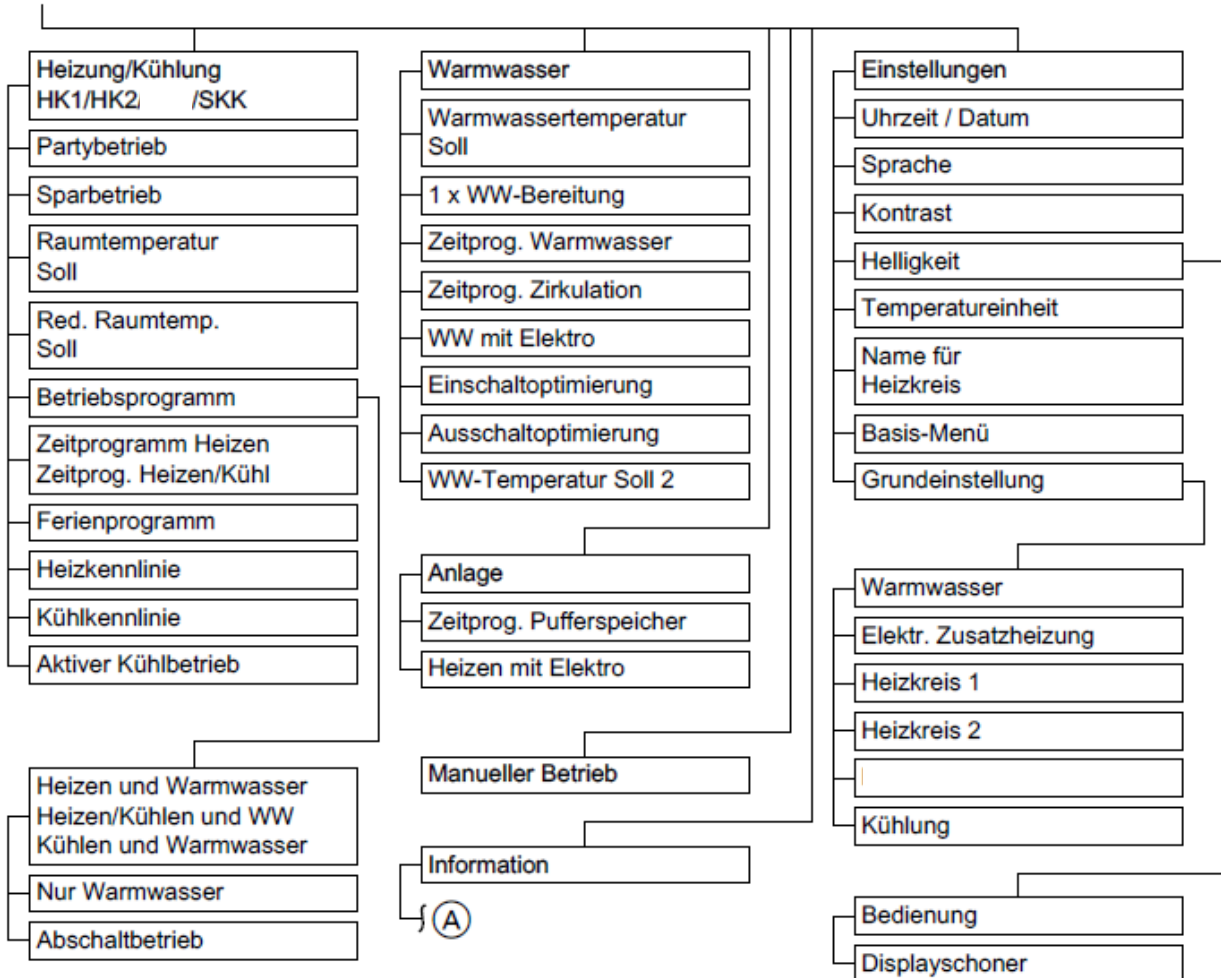 Heizung/Kühlung
HK1/HK2/ /SKK
Partybetrieb
Sparbetrieb
Raumtemperatur
Soll
Red. Raumtemp.
Soll
Betriebsprogramm
Zeitprogramm Heizen
Zeitprog. Heizen/Kühl
Ferienprogramm
Heizkennlinie
Kühlkennlinie
Aktiver Kühlbetrieb
Heizen und Warmwasser
Heizen/Kühlen und WW
Kühlen und Warmwasser
Nur Warmwasser
Abschaltbetrieb
Warmwasser
Warmwassertemperatur
Soll
1 x WW-Bereitung
Zeitprog. Warmwasser
Zeitprog. Zirkulation
WW mit Elektro
Einschaltoptimierung
Ausschaltoptimierung
WW-Temperatur Soll 2
Anlage
Zeitprog. Pufferspeicher
Heizen mit Elektro
Manueller Betrieb
Information
A
Einstellungen
Uhrzeit / Datum
Sprache
Kontrast
Helligkeit
Temperatureinheit
Name für
Heizkreis
Basis-Menü
Grundeinstellung
Warmwasser
Elektr. Zusatzheizung
Heizkreis 1
Heizkreis 2
Kühlung
Bedienung
Displayschoner